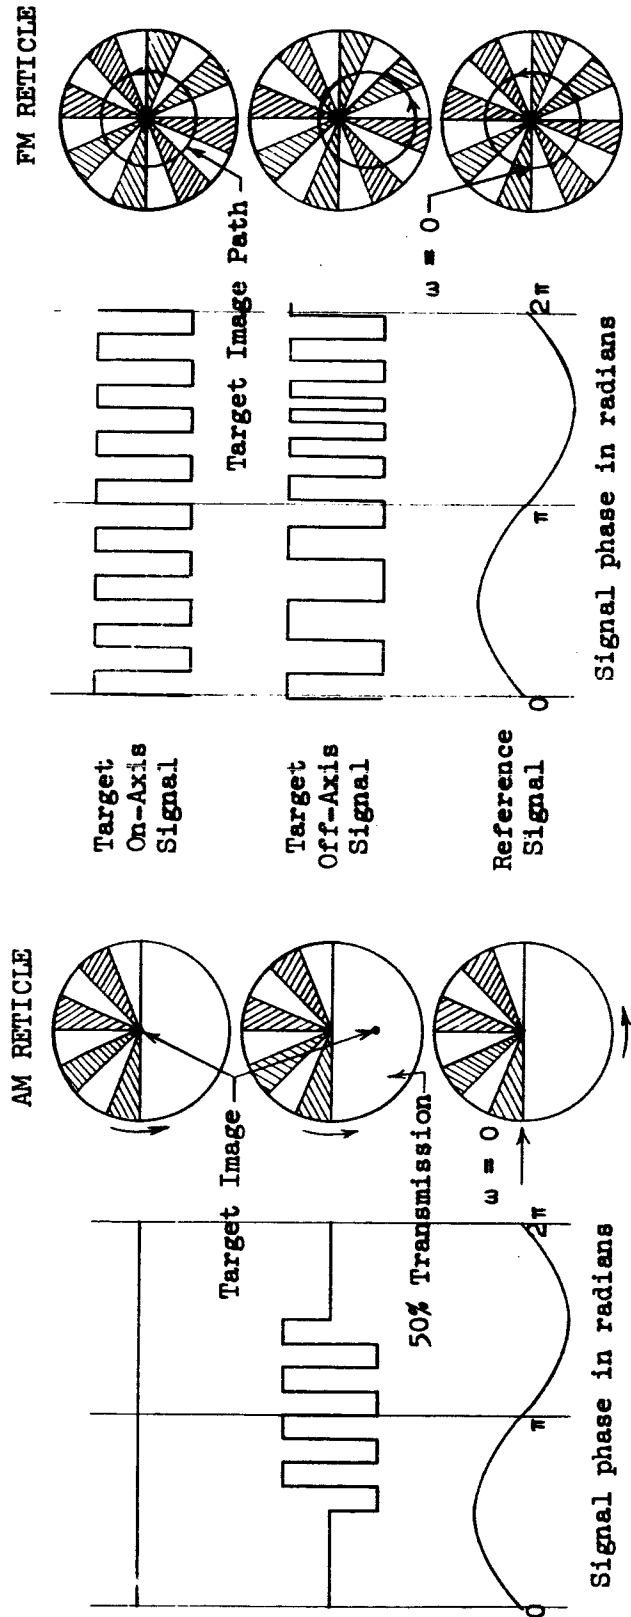 AM RETICLE
Target Image
50% Transmission
ω = 0
0
π
2π
Signal phase in radians
Target
On-Axis
Signal
Target
Off-Axis
Signal
Reference
Signal
FM RETICLE
Target Image Path
ω = 0
0
π
2π
Signal phase in radians